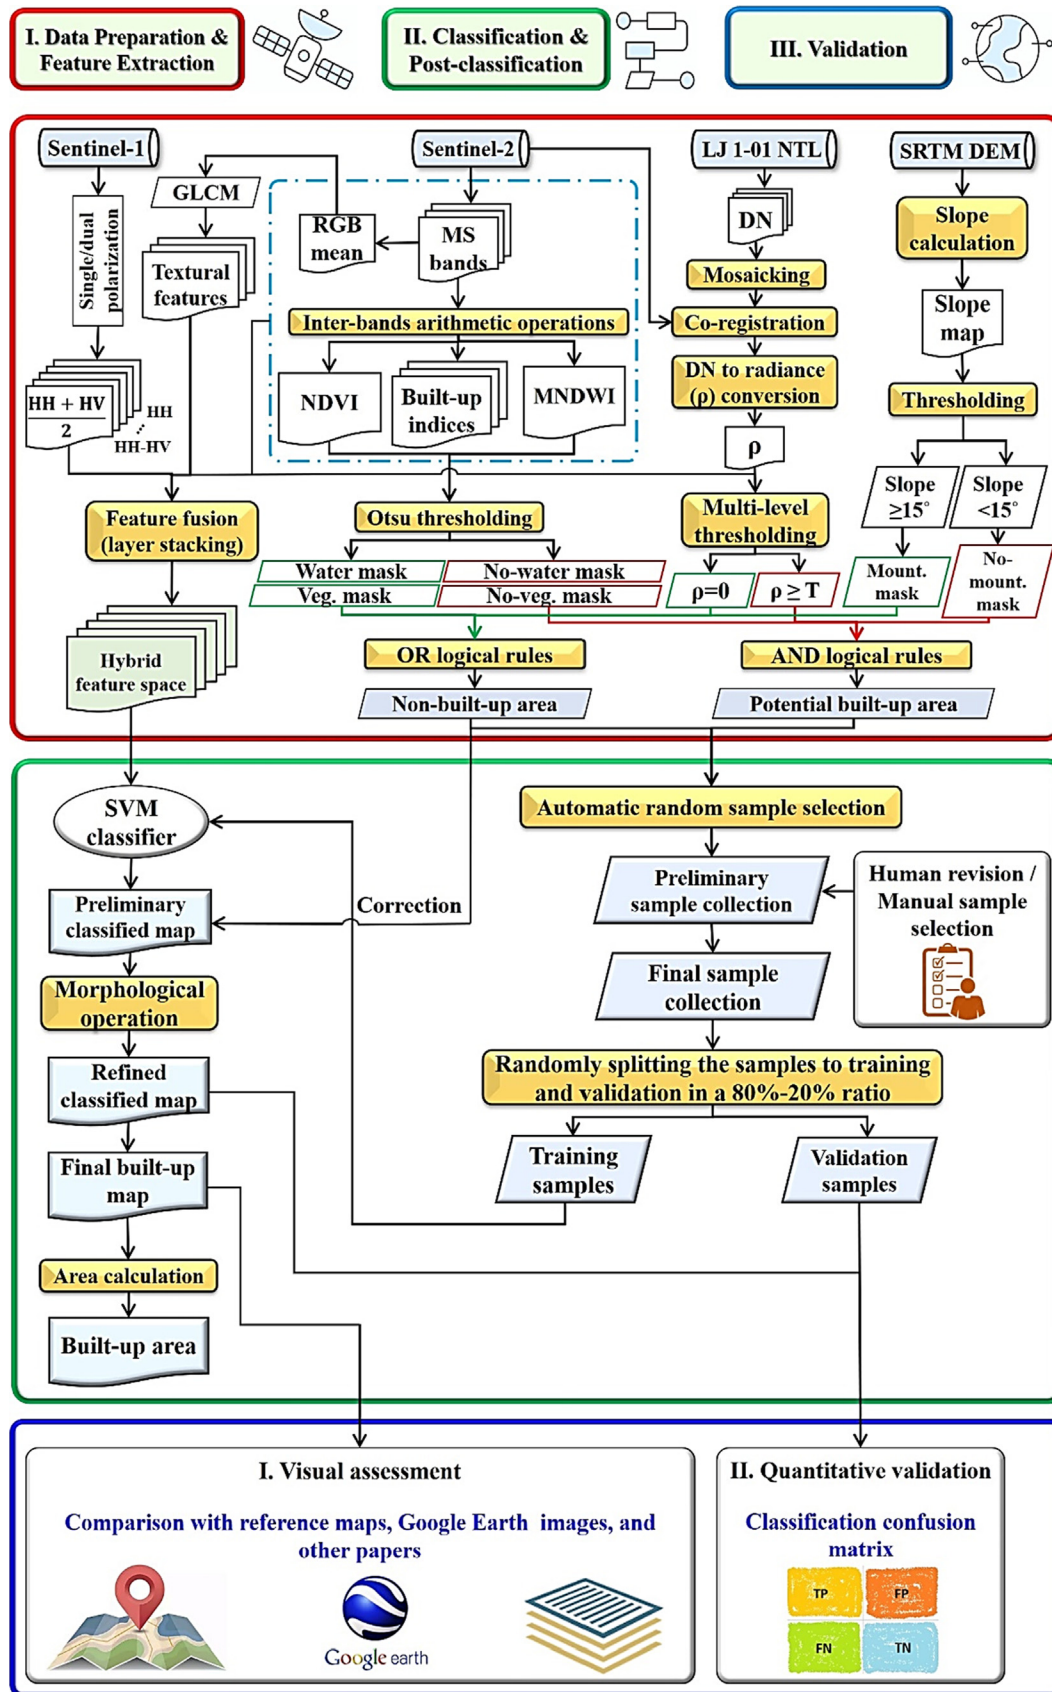 I. Data Preparation &
Feature Extraction
II. Classification &
Post-classification
III. Validation
Sentinel-1
Sentinel-2
LJ 1-01 NTL
SRTM DEM
GLCM
Single/dual
polarization
Textural
features
RGB
mean
MS
bands
DN
Slope
calculation
Mosaicking
Inter-bands arithmetic operations
Co-registration
Slope
map
DN to radiance
(ρ) conversion
HH + HV
2
HH
HH-HV
NDVI
Built-up
indices
MNDWI
Thresholding
ρ
Slope
≥15°
Slope
<15°
Feature fusion
(layer stacking)
Otsu thresholding
Multi-level
thresholding
Water mask
Veg. mask
No-water mask
No-veg. mask
ρ=0
ρ ≥ T
Mount.
mask
No-
mount.
mask
Hybrid
feature space
OR logical rules
AND logical rules
Non-built-up area
Potential built-up area
SVM
classifier
Automatic random sample selection
Preliminary
classified map
Correction
Preliminary
sample collection
Human revision /
Manual sample
selection
Morphological
operation
Final sample
collection
Refined
classified map
Randomly splitting the samples to training
and validation in a 80%-20% ratio
Final built-up
map
Training
samples
Validation
samples
Area calculation
Built-up area
I. Visual assessment
Comparison with reference maps, Google Earth images, and
other papers
Google earth
II. Quantitative validation
Classification confusion
matrix
TP
FP
FN
TN